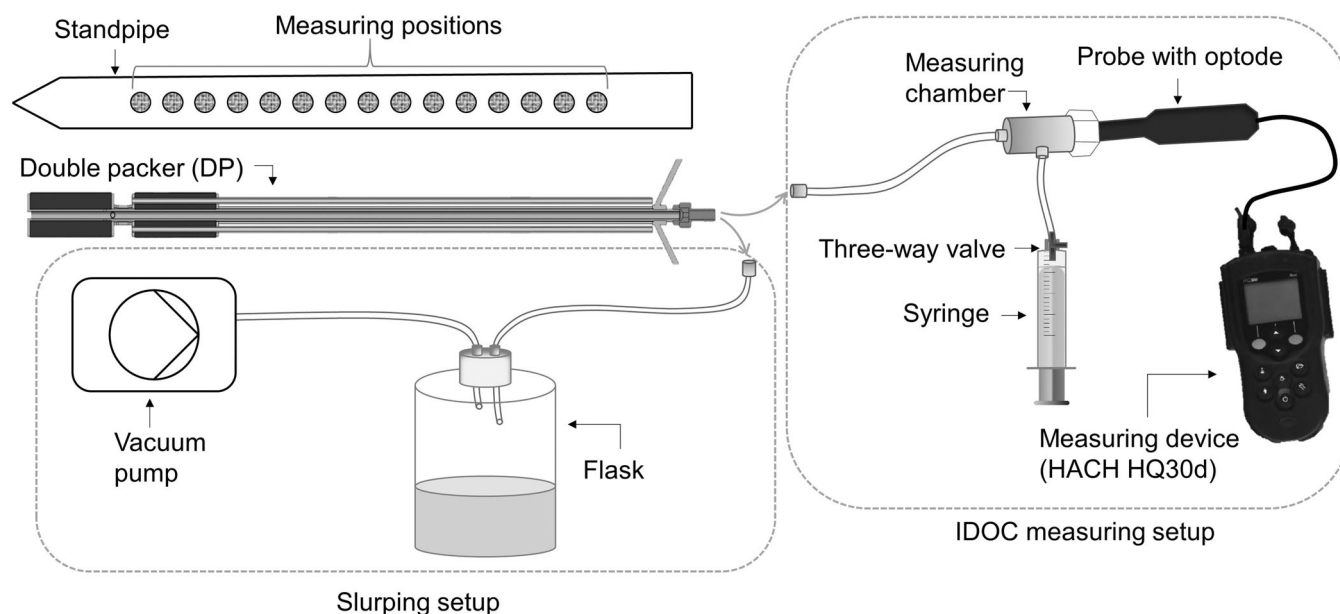 Standpipe
Measuring positions
Double packer (DP)
Measuring
chamber
Probe with optode
Three-way valve
Syringe
Measuring device
(HACH HQ30d)
IDOC measuring setup
Vacuum
pump
Flask
Slurping setup